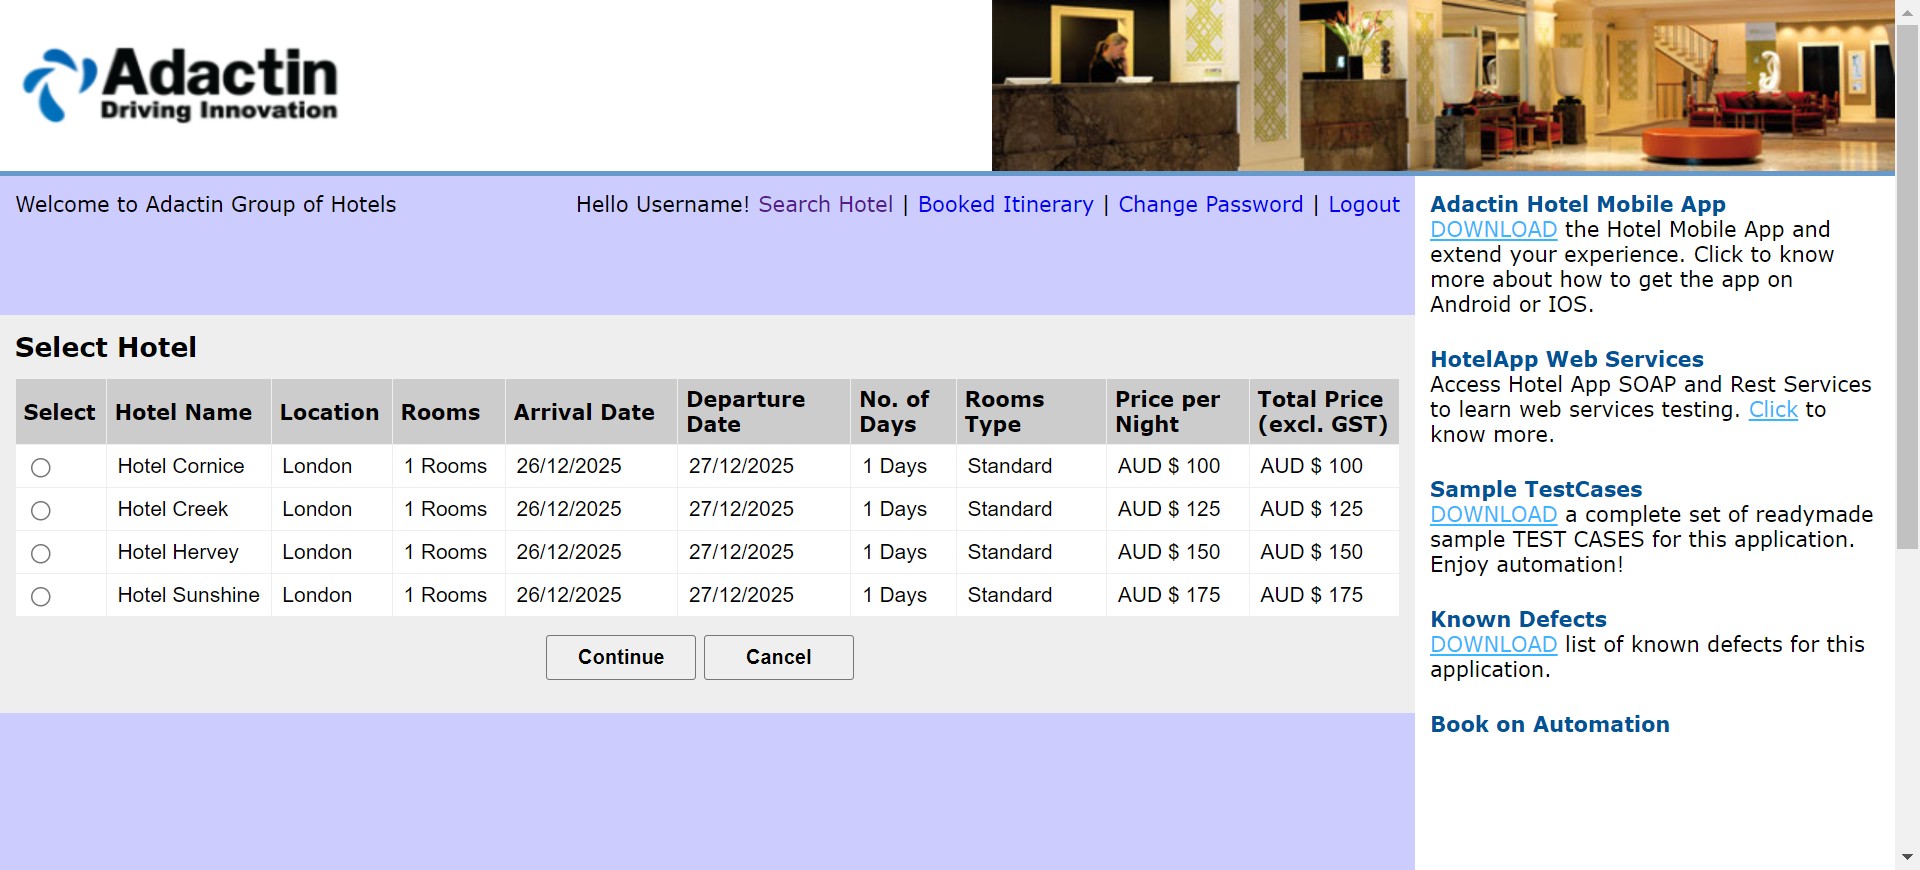 Adactin
Driving Innovation
Welcome to Adactin Group of Hotels
Hello Username! Search Hotel | Booked Itinerary | Change Password | Logout
Select Hotel
Select Hotel Name Location Rooms Arrival Date Departure Date No. of Days Rooms Type Price per Night Total Price (excl. GST)
Hotel Cornice London 1 Rooms 26/12/2025 27/12/2025 1 Days Standard AUD $ 100 AUD $ 100
Hotel Creek London 1 Rooms 26/12/2025 27/12/2025 1 Days Standard AUD $ 125 AUD $ 125
Hotel Hervey London 1 Rooms 26/12/2025 27/12/2025 1 Days Standard AUD $ 150 AUD $ 150
Hotel Sunshine London 1 Rooms 26/12/2025 27/12/2025 1 Days Standard AUD $ 175 AUD $ 175
Continue Cancel
Adactin Hotel Mobile App
DOWNLOAD the Hotel Mobile App and
extend your experience. Click to know
more about how to get the app on
Android or IOS.
HotelApp Web Services
Access Hotel App SOAP and Rest Services
to learn web services testing. Click to
know more.
Sample TestCases
DOWNLOAD a complete set of readymade
sample TEST CASES for this application.
Enjoy automation!
Known Defects
DOWNLOAD list of known defects for this
application.
Book on Automation